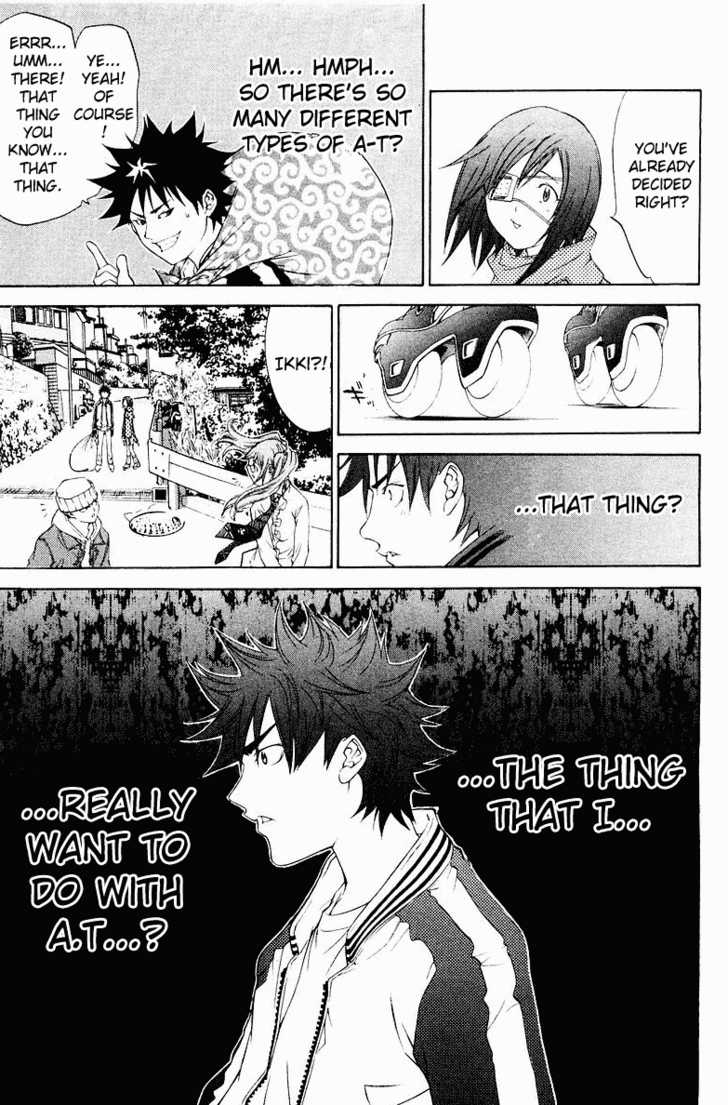 YOU'VE
ALREADY
DECIDED
RIGHT?
HM... HMPH...
SO THERE'S SO
MANY DIFFERENT
TYPES OF A-T?
YE...
YEAH!
OF
COURSE
!
ERRR...
UMM...
THERE!
THAT
THING
YOU
KNOW...
THAT
THING.
...THAT THING?
IKKI?!
...THE THING
THAT I...
...REALLY
WANT TO
DO WITH
A.T...?